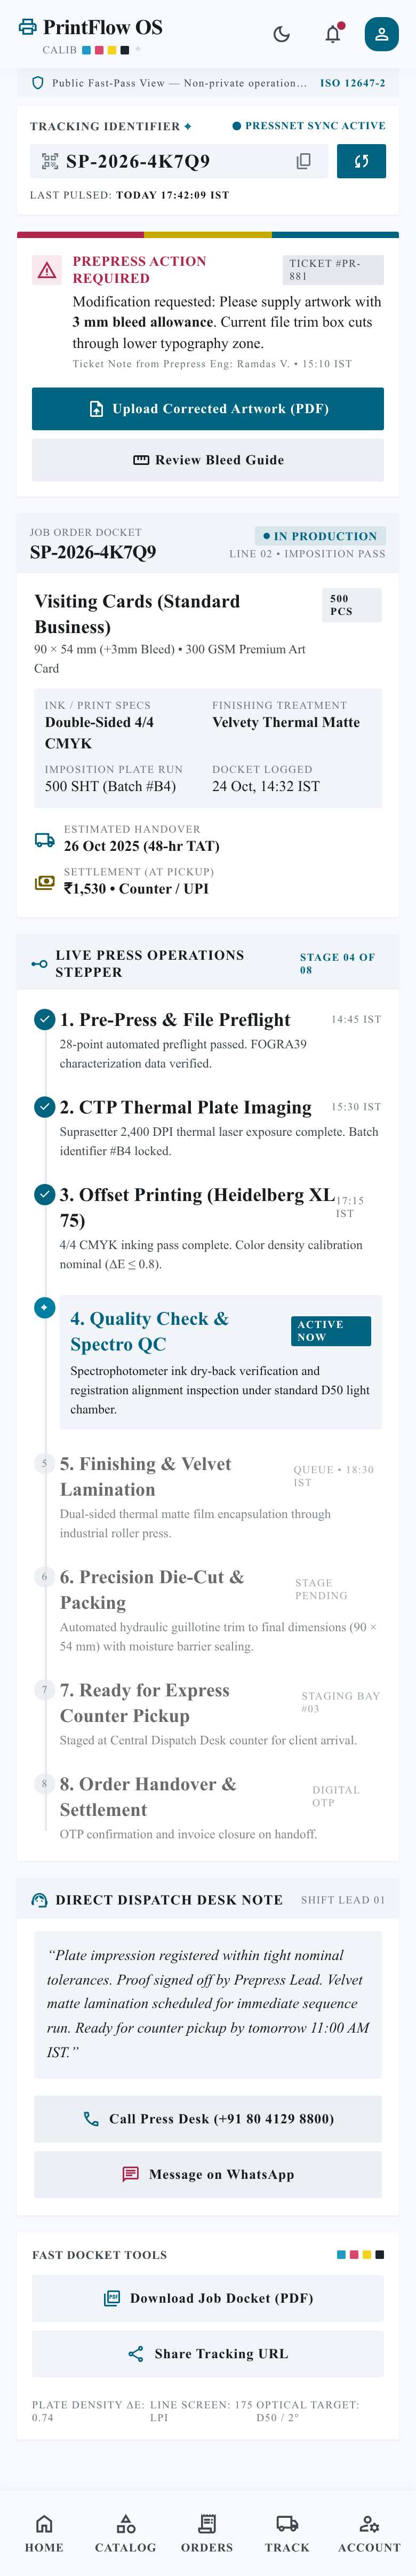 PrintFlow OS
CALIB
Public Fast-Pass View — Non-private operation...
ISO 12647-2
TRACKING IDENTIFIER
PRESSNET SYNC ACTIVE
SP-2026-4K7Q9
LAST PULSED: TODAY 17:42:09 IST
PREPRESS ACTION
REQUIRED
TICKET #PR-
881
Modification requested: Please supply artwork with
3 mm bleed allowance. Current file trim box cuts
through lower typography zone.
Ticket Note from Prepress Eng: Ramdas V. • 15:10 IST
Upload Corrected Artwork (PDF)
Review Bleed Guide
JOB ORDER DOCKET
SP-2026-4K7Q9
IN PRODUCTION
LINE 02 • IMPOSITION PASS
Visiting Cards (Standard
Business)
500
PCS
90 × 54 mm (+3mm Bleed) • 300 GSM Premium Art
Card
INK / PRINT SPECS
Double-Sided 4/4
CMYK
FINISHING TREATMENT
Velvety Thermal Matte
IMPOSITION PLATE RUN
500 SHT (Batch #B4)
DOCKET LOGGED
24 Oct, 14:32 IST
ESTIMATED HANDOVER
26 Oct 2025 (48-hr TAT)
SETTLEMENT (AT PICKUP)
₹1,530 • Counter / UPI
LIVE PRESS OPERATIONS
STEPPER
STAGE 04 OF
08
1. Pre-Press & File Preflight
14:45 IST
28-point automated preflight passed. FOGRA39
characterization data verified.
2. CTP Thermal Plate Imaging
15:30 IST
Suprasetter 2,400 DPI thermal laser exposure complete. Batch
identifier #B4 locked.
3. Offset Printing (Heidelberg XL
75)
17:15
IST
4/4 CMYK inking pass complete. Color density calibration
nominal (ΔE ≤ 0.8).
4. Quality Check &
Spectro QC
ACTIVE
NOW
Spectrophotometer ink dry-back verification and
registration alignment inspection under standard D50 light
chamber.
5
5. Finishing & Velvet
Lamination
QUEUE • 18:30
IST
Dual-sided thermal matte film encapsulation through
industrial roller press.
6
6. Precision Die-Cut &
Packing
STAGE
PENDING
Automated hydraulic guillotine trim to final dimensions (90 ×
54 mm) with moisture barrier sealing.
7
7. Ready for Express
Counter Pickup
STAGING BAY
#03
Staged at Central Dispatch Desk counter for client arrival.
8
8. Order Handover &
Settlement
DIGITAL
OTP
OTP confirmation and invoice closure on handoff.
DIRECT DISPATCH DESK NOTE
SHIFT LEAD 01
“Plate impression registered within tight nominal
tolerances. Proof signed off by Prepress Lead. Velvet
matte lamination scheduled for immediate sequence
run. Ready for counter pickup by tomorrow 11:00 AM
IST.”
Call Press Desk (+91 80 4129 8800)
Message on WhatsApp
FAST DOCKET TOOLS
PDF
Download Job Docket (PDF)
Share Tracking URL
PLATE DENSITY ΔE:
0.74
LINE SCREEN: 175
LPI
OPTICAL TARGET:
D50 / 2°
HOME
CATALOG
ORDERS
TRACK
ACCOUNT